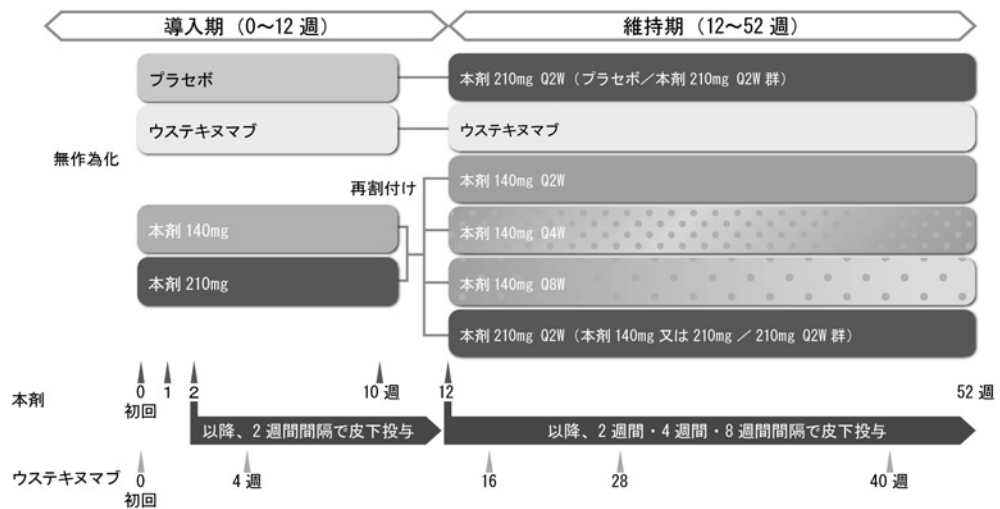 導入期（0～12 週）
維持期（12～52 週）
プラセボ
本剤 210mg Q2W（プラセボ／本剤 210mg Q2W 群）
ウステキヌマブ
ウステキヌマブ
無作為化
再割付け
本剤 140mg Q2W
本剤 140mg
本剤 140mg Q4W
本剤 210mg
本剤 140mg Q8W
本剤 210mg Q2W（本剤 140mg 又は 210mg ／ 210mg Q2W 群）
本剤
0 1 2 10 週 12 52 週
初回
以降、2 週間間隔で皮下投与
以降、2 週間・4 週間・8 週間間隔で皮下投与
ウステキヌマブ
0 4 週 16 28 40 週
初回